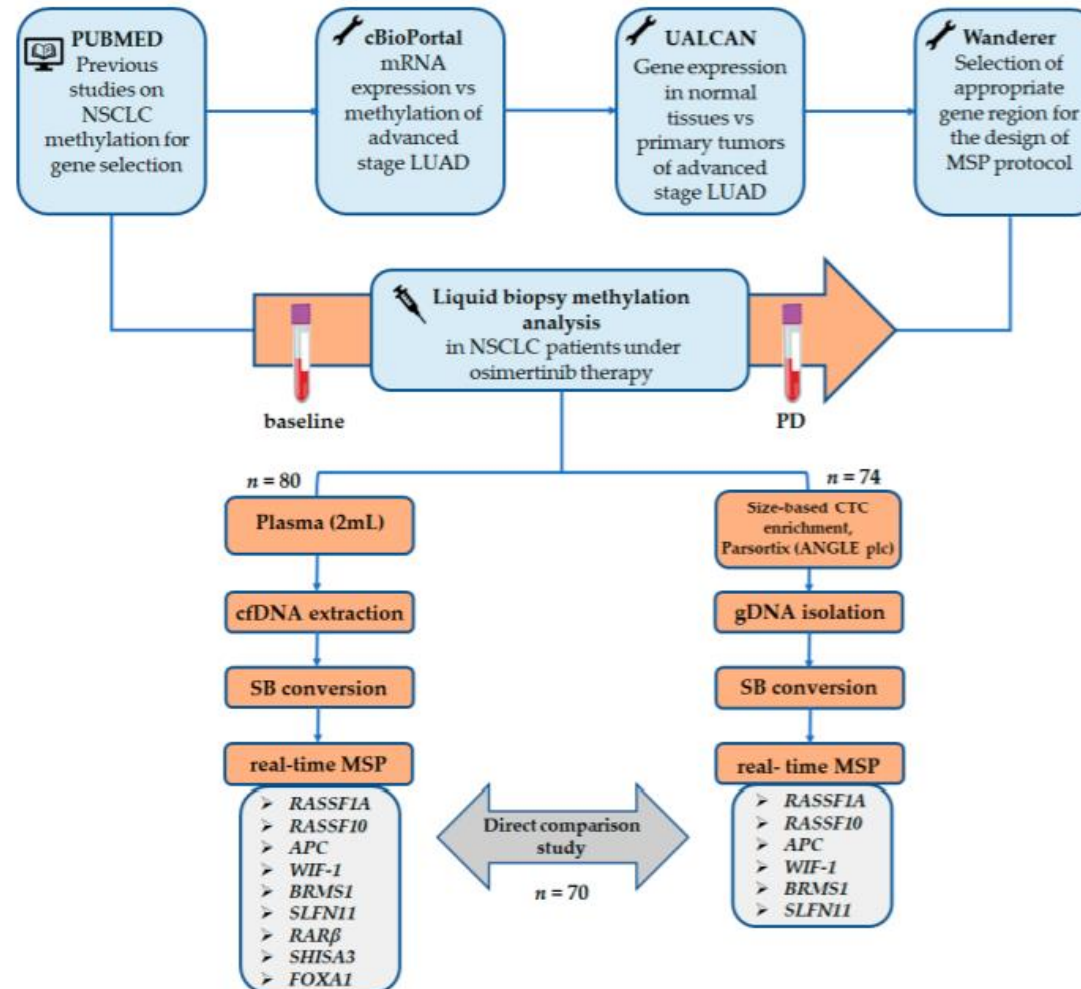 PUBMED
Previous
studies on
NSCLC
methylation for
gene selection
cBioPortal
mRNA
expression vs
methylation of
advanced
stage LUAD
UALCAN
Gene expression
in normal
tissues vs
primary tumors
of advanced
stage LUAD
Wanderer
Selection of
appropriate
gene region for
the design of
MSP protocol
Liquid biopsy methylation
analysis
in NSCLC patients under
osimertinib therapy
baseline
PD
n = 80
Plasma (2mL)
cfDNA extraction
SB conversion
real-time MSP
➢ RASSF1A
➢ RASSF10
➢ APC
➢ WIF-1
➢ BRMS1
➢ SLFN11
➢ RARβ
➢ SHISA3
➢ FOXA1
Direct comparison
study
n = 70
n = 74
Size-based CTC
enrichment,
Parsortix (ANGLE plc)
gDNA isolation
SB conversion
real- time MSP
➢ RASSF1A
➢ RASSF10
➢ APC
➢ WIF-1
➢ BRMS1
➢ SLFN11